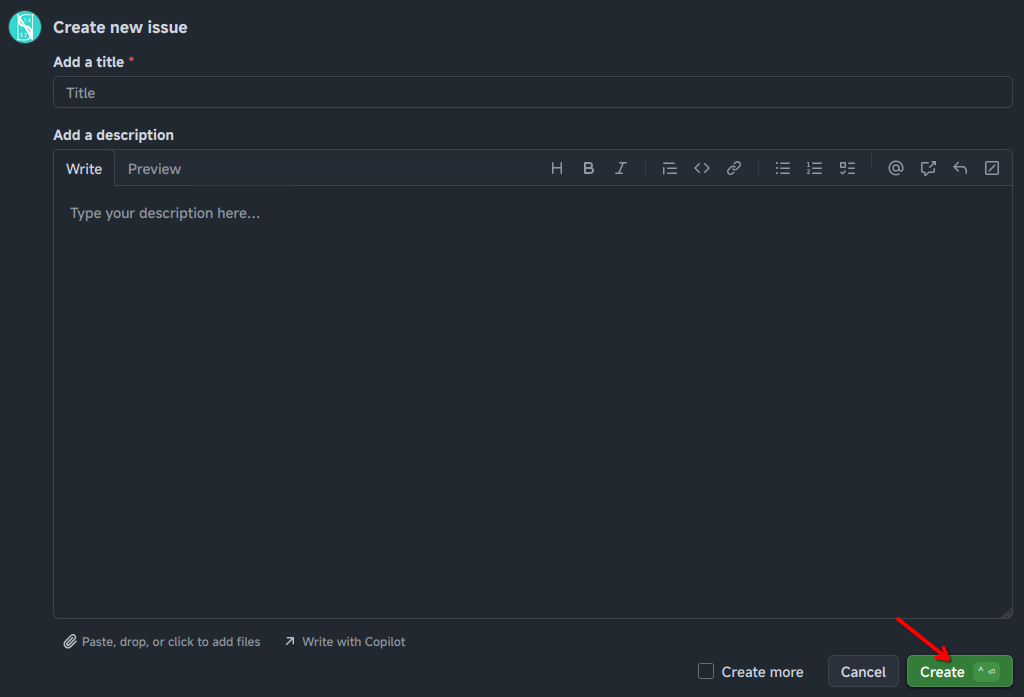 Create new issue
Add a title *
Title
Add a description
Write Preview
Type your description here...
Paste, drop, or click to add files Write with Copilot
Create more Cancel Create